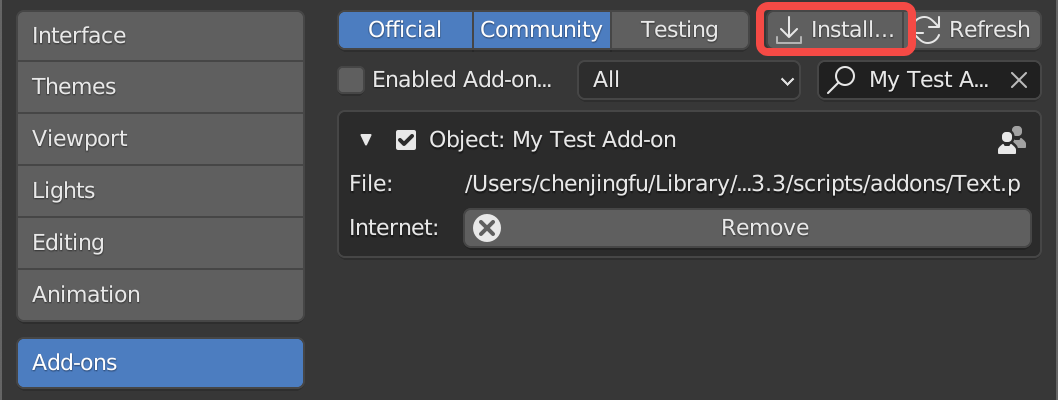 Interface
Themes
Viewport
Lights
Editing
Animation
Add-ons
Official Community Testing Install... Refresh
Enabled Add-on... All My Test A...
Object: My Test Add-on
File: /Users/chenjingfu/Library/...3.3/scripts/addons/Text.p
Internet: Remove